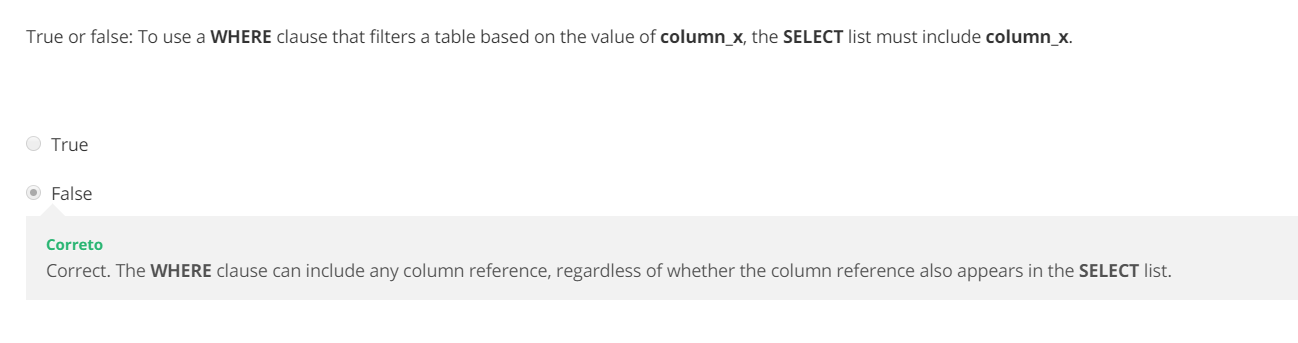 True or false: To use a WHERE clause that filters a table based on the value of column_x, the SELECT list must include column_x.
True
False
Correto
Correct. The WHERE clause can include any column reference, regardless of whether the column reference also appears in the SELECT list.